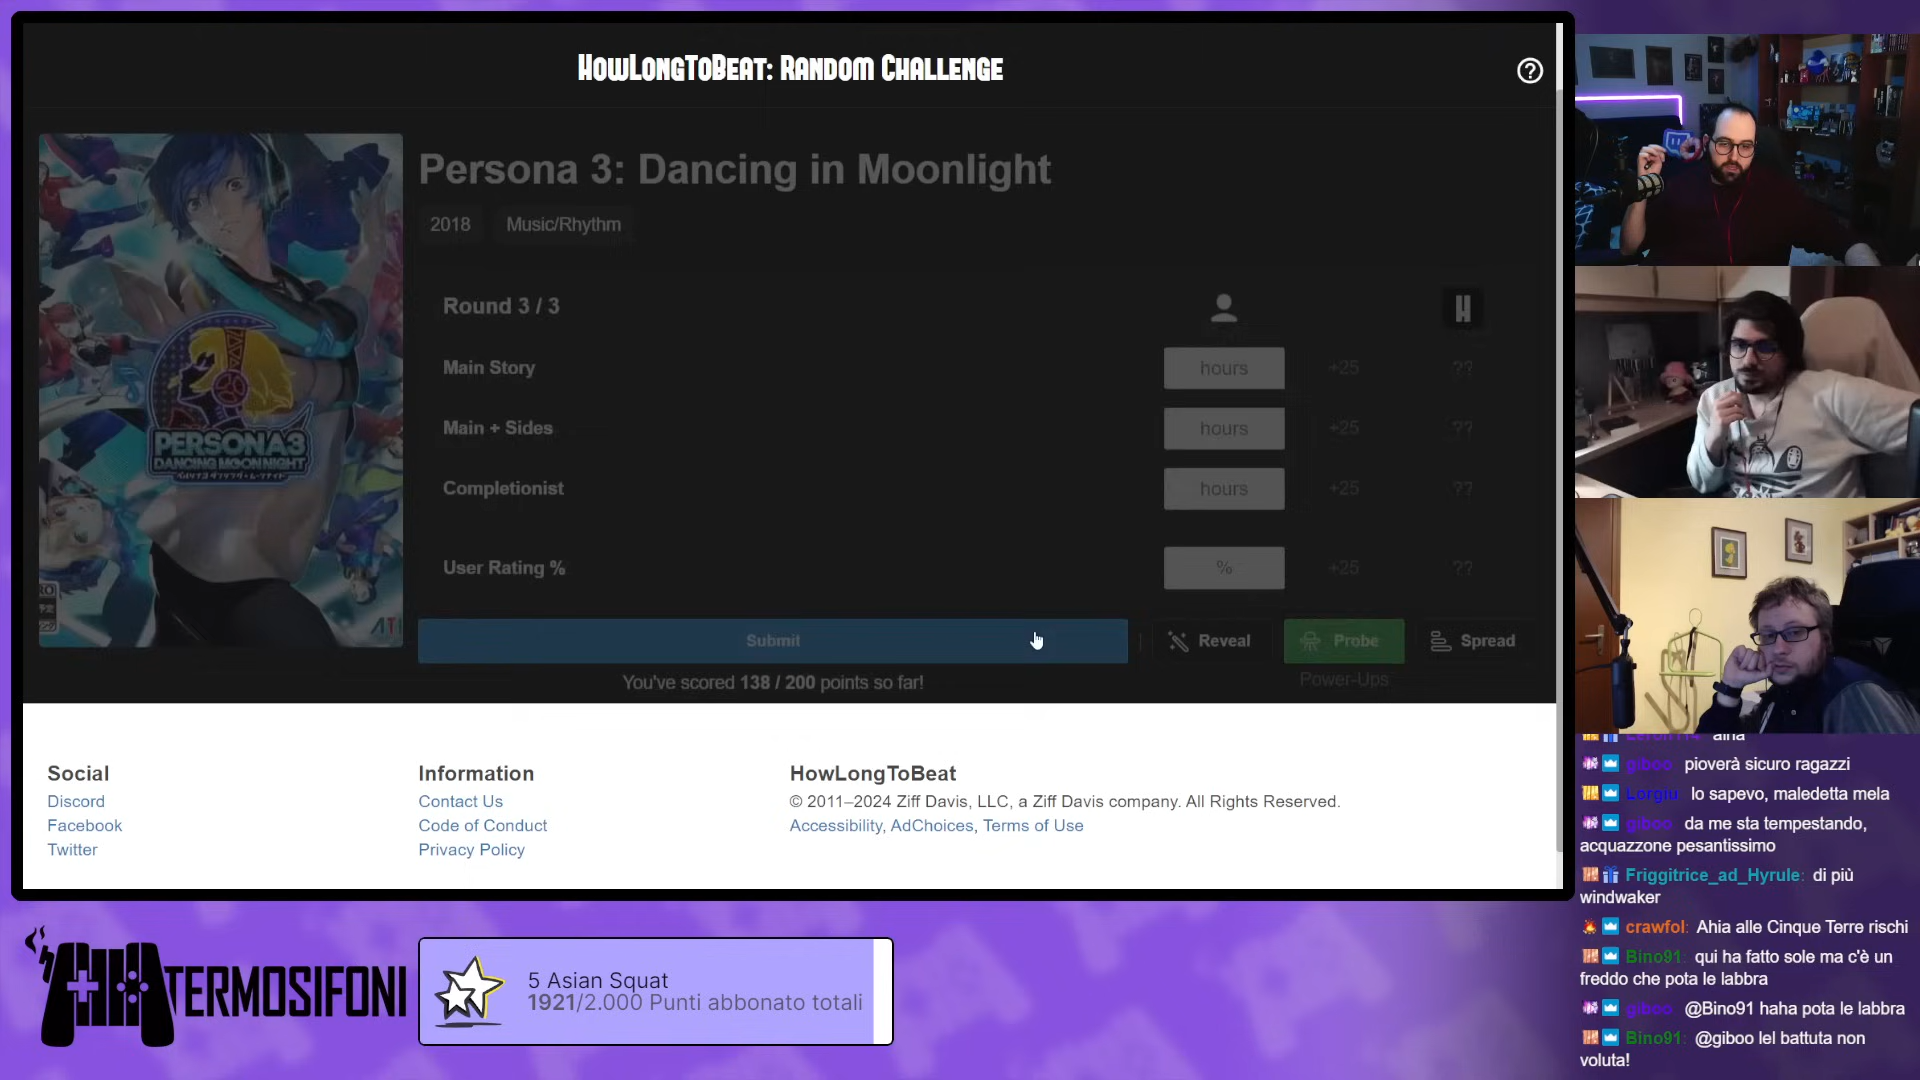 HowLongToBeat: Random Challenge
Persona 3: Dancing in Moonlight
2018
Music/Rhythm
Round 3 / 3
Main Story
hours
+25
??
Main + Sides
hours
+25
??
Completionist
hours
+25
??
User Rating %
%
+25
??
Submit
Reveal
Probe
Spread
You've scored 138 / 200 points so far!
Power-Ups
PERSONA3
DANCING MOON NIGHT
Social
Discord
Facebook
Twitter
Information
Contact Us
Code of Conduct
Privacy Policy
HowLongToBeat
© 2011–2024 Ziff Davis, LLC, a Ziff Davis company. All Rights Reserved.
Accessibility, AdChoices, Terms of Use
TERMOSIFONI
5 Asian Squat
1921/2.000 Punti abbonato totali
giboo: pioverà sicuro ragazzi
Lorgiu: lo sapevo, maledetta mela
giboo: da me sta tempestando,
acquazzone pesantissimo
Friggitrice_ad_Hyrule: di più
windwaker
crawfol: Ahia alle Cinque Terre rischi
Bino91: qui ha fatto sole ma c'è un
freddo che pota le labbra
giboo: @Bino91 haha pota le labbra
Bino91: @giboo lel battuta non
voluta!